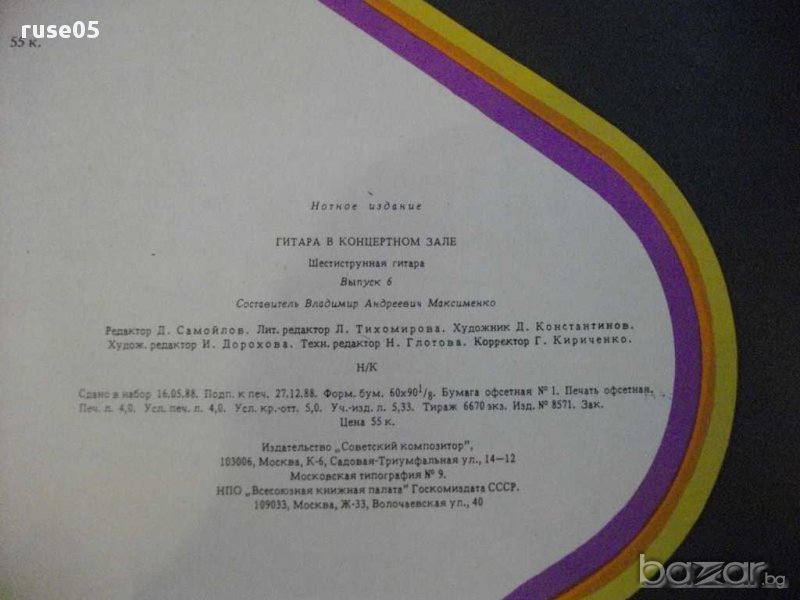 ruse05
55 к.
Нотное издание
ГИТАРА В КОНЦЕРТНОМ ЗАЛЕ
Шестиструнная гитара
Выпуск 6
Составитель Владимир Андреевич Максименко
Редактор Д. Самойлов. Лит. редактор Л. Тихомирова. Художник Д. Константинов.
Худож. редактор И. Дорохова. Техн. редактор Н. Глотова. Корректор Г. Кириченко.
Н/К
Сдано в набор 16.05.88. Подп. к печ. 27.12.88. Форм. бум. 60х90 1/8. Бумага офсетная № 1. Печать офсетная.
Печ. л. 4,0. Усл. печ. л. 4,0. Усл. кр.-отт. 5,0. Уч.-изд. л. 5,33. Тираж 6670 экз. Изд. № 8571. Зак.
Цена 55 к.
Издательство „Советский композитор",
103006, Москва, К-6, Садовая-Триумфальная ул., 14—12
Московская типография № 9.
НПО „Всесоюзная книжная палата" Госкомиздата СССР.
109033, Москва, Ж-33, Волочаевская ул., 40
bazar.bg